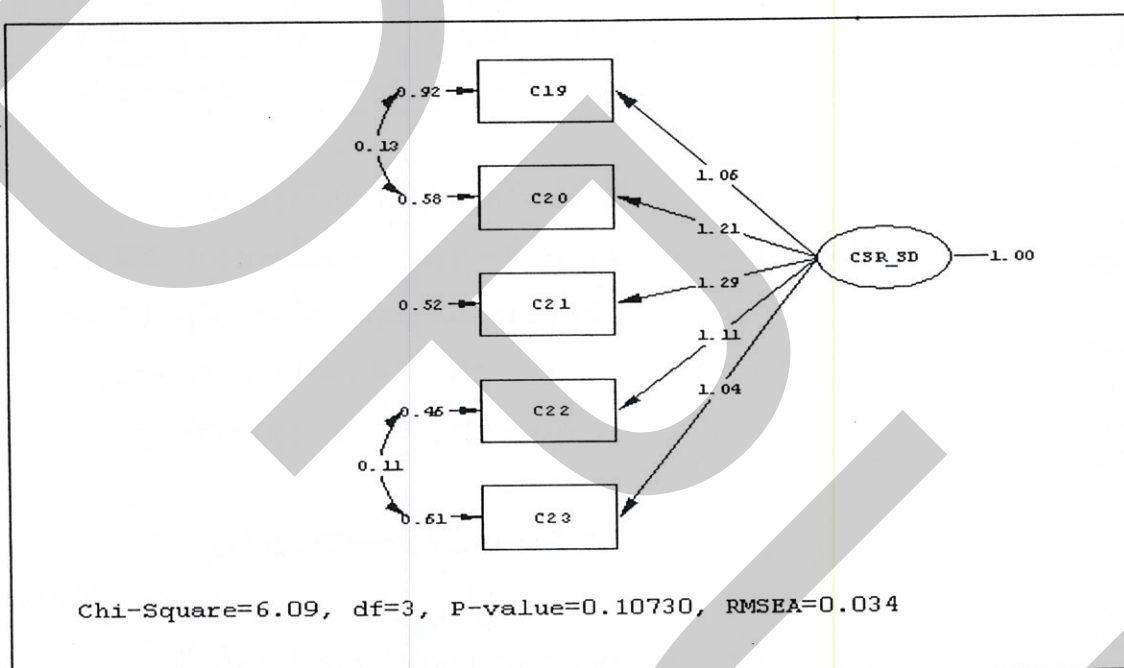 0.92 C19
0.13
1.06
0.58 C20
1.21
CSR_SD 1.00
1.29
0.52 C21
1.11
1.04
0.46 C22
0.11
0.61 C23
Chi-Square=6.09, df=3, P-value=0.10730, RMSEA=0.034